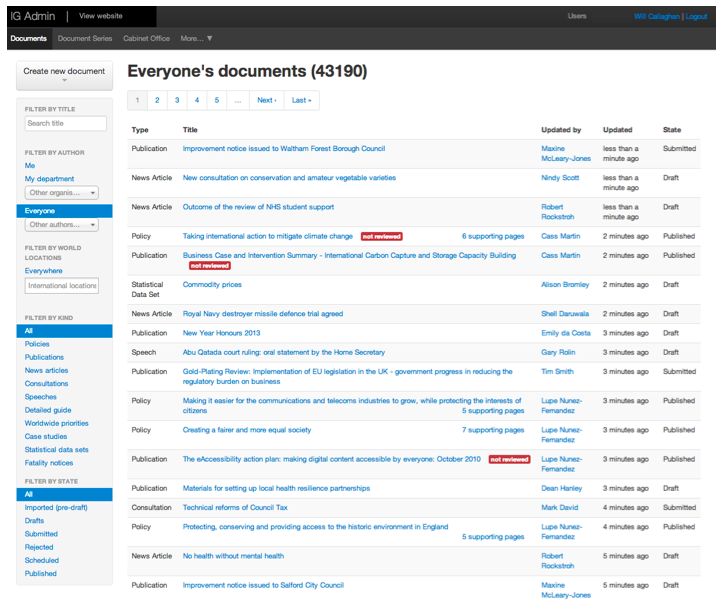 IG Admin | View website Users Will Callaghan | Logout
Documents Document Series Cabinet Office More... ▼
Create new document
FILTER BY TITLE
Search title
FILTER BY AUTHOR
Me
My department
Other organis...
Everyone
Other authors...
FILTER BY WORLD
LOCATIONS
Everywhere
International locations
FILTER BY KIND
All
Policies
Publications
News articles
Consultations
Speeches
Detailed guide
Worldwide priorities
Case studies
Statistical data sets
Fatality notices
FILTER BY STATE
All
Imported (pre-draft)
Drafts
Submitted
Rejected
Scheduled
Published
Everyone's documents (43190)
1 2 3 4 5 ... Next › Last »
Type Title Updated by Updated State
Publication Improvement notice issued to Waltham Forest Borough Council Maxine less than a Submitted
McLeary-Jones minute ago
News Article New consultation on conservation and amateur vegetable varieties Nindy Scott less than a Draft
minute ago
News Article Outcome of the review of NHS student support Robert less than a Draft
Rockstroh minute ago
Policy Taking international action to mitigate climate change not reviewed 6 supporting pages Cass Martin 2 minutes ago Published
Publication Business Case and Intervention Summary - International Carbon Capture and Storage Capacity Building Cass Martin 2 minutes ago Published
not reviewed
Statistical Commodity prices Alison Bromley 2 minutes ago Draft
Data Set
News Article Royal Navy destroyer missile defence trial agreed Shell Daruwala 2 minutes ago Draft
Publication New Year Honours 2013 Emily da Costa 3 minutes ago Draft
Speech Abu Qatada court ruling: oral statement by the Home Secretary Gary Rolin 3 minutes ago Draft
Publication Gold-Plating Review: Implementation of EU legislation in the UK - government progress in reducing the Tim Smith 3 minutes ago Submitted
regulatory burden on business
Policy Making it easier for the communications and telecoms industries to grow, while protecting the interests of Lupe Nunez- 3 minutes ago Published
citizens 5 supporting pages Fernandez
Policy Creating a fairer and more equal society 7 supporting pages Lupe Nunez- 3 minutes ago Published
Fernandez
Publication The eAccessibility action plan: making digital content accessible by everyone: October 2010 not reviewed Lupe Nunez- 3 minutes ago Published
Fernandez
Publication Materials for setting up local health resilience partnerships Dean Hanley 3 minutes ago Draft
Consultation Technical reforms of Council Tax Mark David 4 minutes ago Submitted
Policy Protecting, conserving and providing access to the historic environment in England Lupe Nunez- 4 minutes ago Published
5 supporting pages Fernandez
News Article No health without mental health Robert 5 minutes ago Draft
Rockstroh
Publication Improvement notice issued to Salford City Council Maxine 5 minutes ago Draft
McLeary-Jones